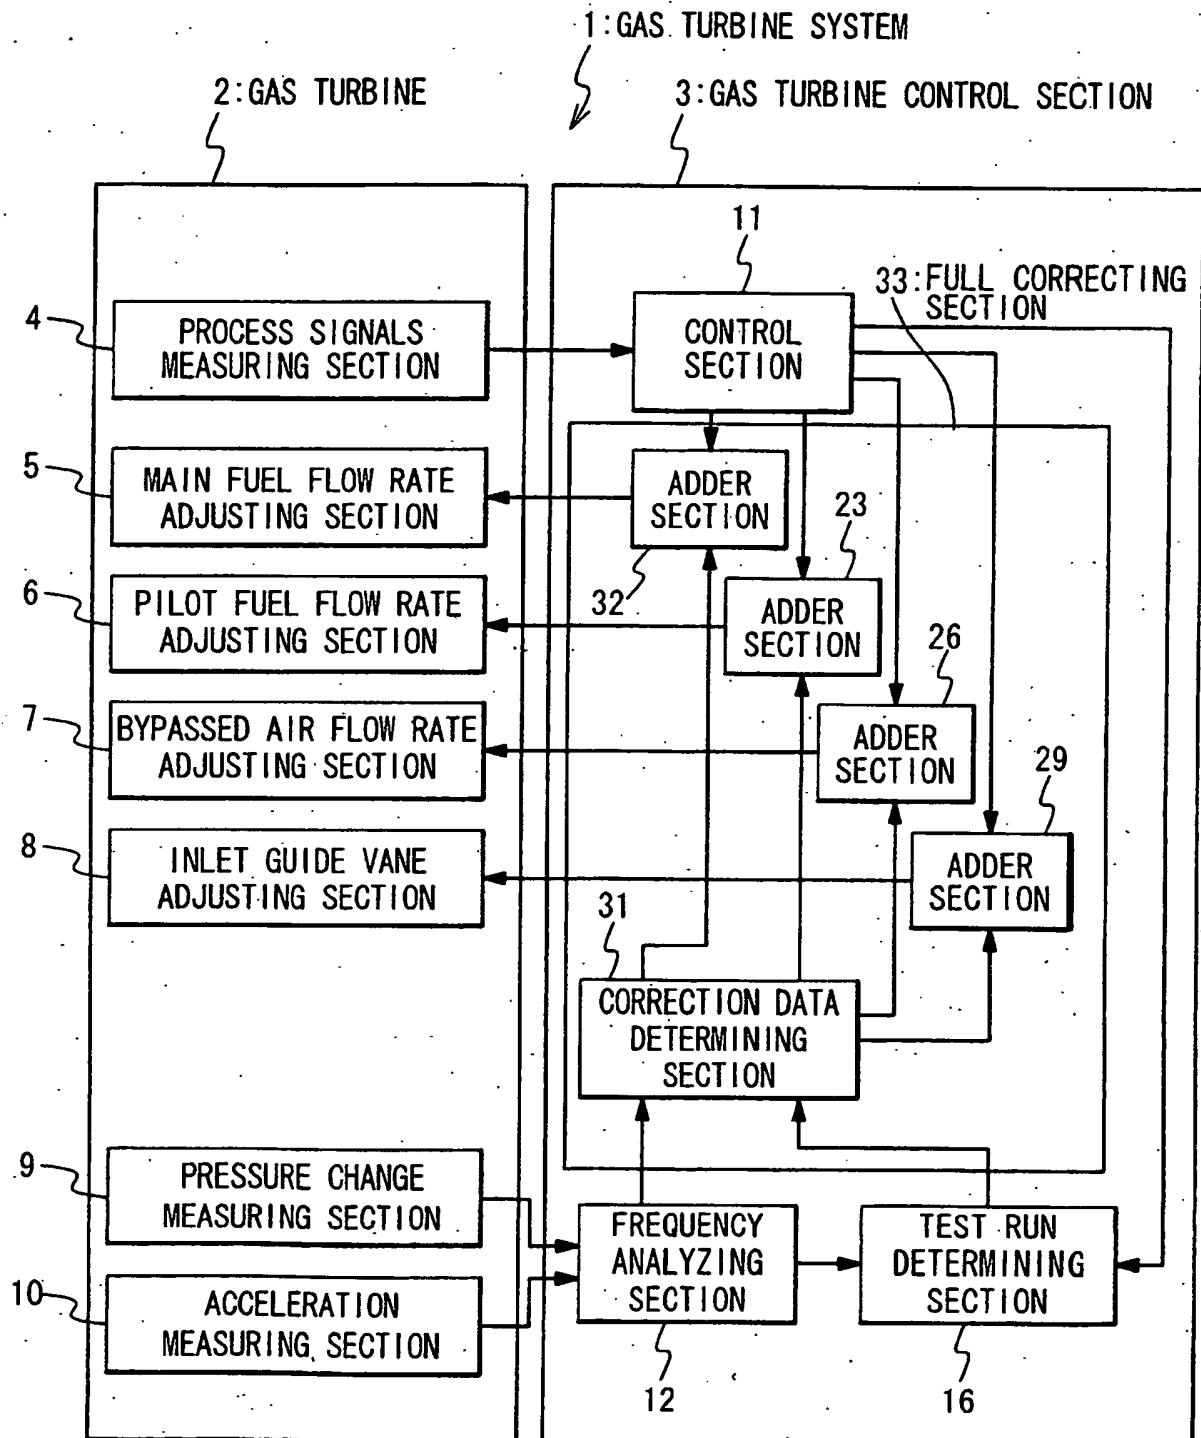 1:GAS TURBINE SYSTEM
2:GAS TURBINE
3:GAS TURBINE CONTROL SECTION
11
33:FULL CORRECTING
SECTION
4
PROCESS SIGNALS
MEASURING SECTION
CONTROL
SECTION
5
MAIN FUEL FLOW RATE
ADJUSTING SECTION
ADDER
SECTION
32
23
6
PILOT FUEL FLOW RATE
ADJUSTING SECTION
ADDER
SECTION
26
7
BYPASSED AIR FLOW RATE
ADJUSTING SECTION
ADDER
SECTION
29
8
INLET GUIDE VANE
ADJUSTING SECTION
ADDER
SECTION
31
CORRECTION DATA
DETERMINING
SECTION
9
PRESSURE CHANGE
MEASURING SECTION
FREQUENCY
ANALYZING
SECTION
TEST RUN
DETERMINING
SECTION
10
ACCELERATION
MEASURING SECTION
12
16